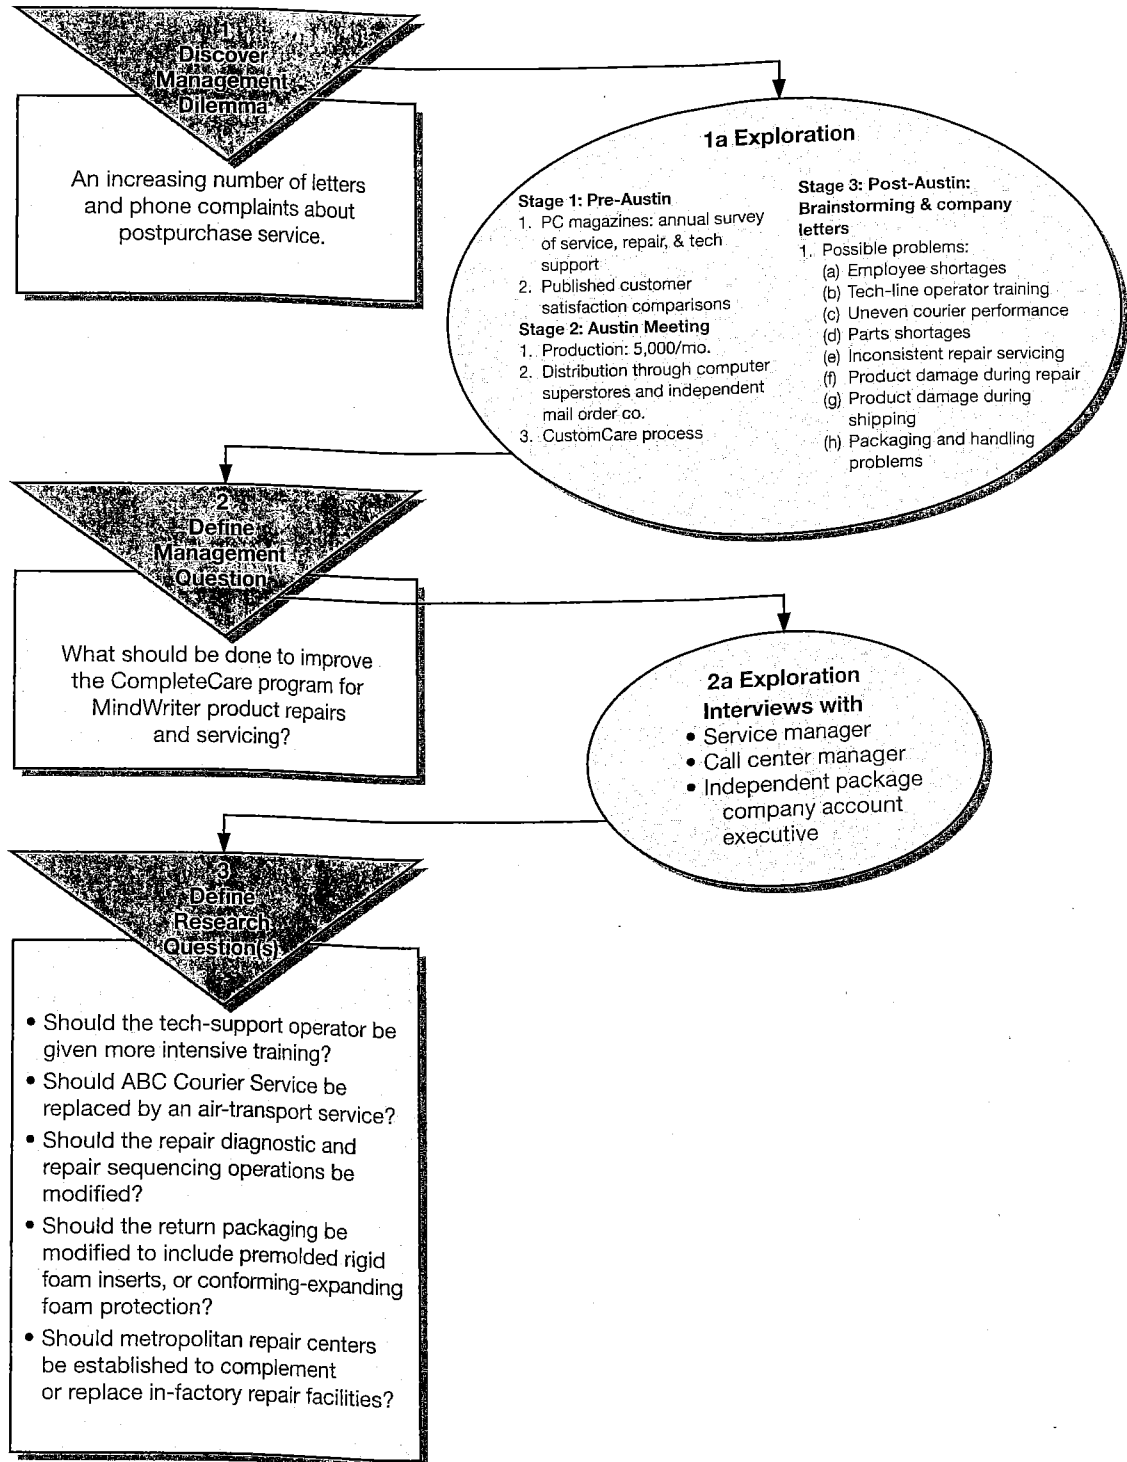 1
Discover
Management
Dilemma
An increasing number of letters
and phone complaints about
postpurchase service.
1a Exploration
Stage 1: Pre-Austin
1. PC magazines: annual survey
of service, repair, & tech
support
2. Published customer
satisfaction comparisons
Stage 2: Austin Meeting
1. Production: 5,000/mo.
2. Distribution through computer
superstores and independent
mail order co.
3. CustomCare process
Stage 3: Post-Austin:
Brainstorming & company
letters
1. Possible problems:
(a) Employee shortages
(b) Tech-line operator training
(c) Uneven courier performance
(d) Parts shortages
(e) Inconsistent repair servicing
(f) Product damage during repair
(g) Product damage during
shipping
(h) Packaging and handling
problems
2
Define
Management
Question
What should be done to improve
the CompleteCare program for
MindWriter product repairs
and servicing?
2a Exploration
Interviews with
• Service manager
• Call center manager
• Independent package
company account
executive
3
Define
Research
Question(s)
• Should the tech-support operator be
given more intensive training?
• Should ABC Courier Service be
replaced by an air-transport service?
• Should the repair diagnostic and
repair sequencing operations be
modified?
• Should the return packaging be
modified to include premolded rigid
foam inserts, or conforming-expanding
foam protection?
• Should metropolitan repair centers
be established to complement
or replace in-factory repair facilities?